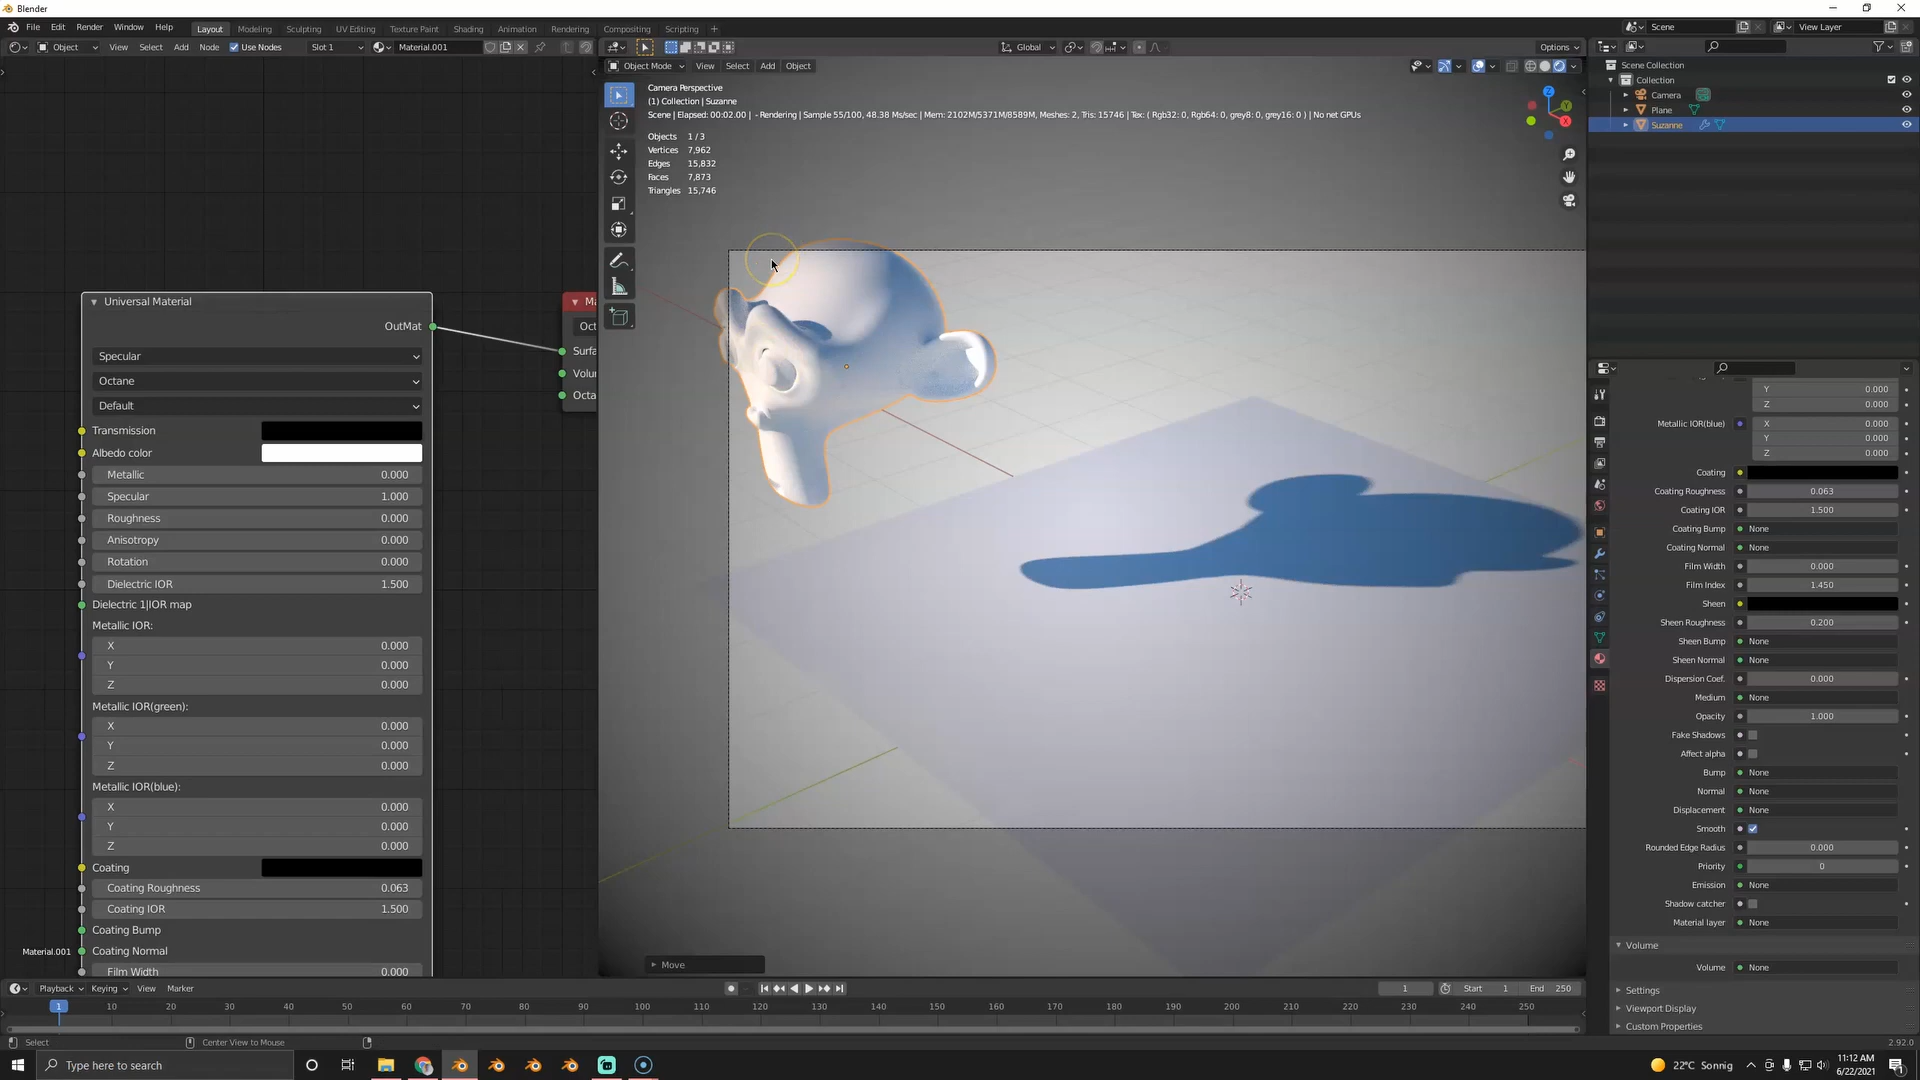 Blender
File Edit Render Window Help
Layout Modeling Sculpting UV Editing Texture Paint Shading Animation Rendering Compositing Scripting +
Scene View Layer
Object View Select Add Node Use Nodes Slot 1 Material.001
Global Options
Object Mode View Select Add Object
Camera Perspective
(1) Collection | Suzanne
Scene | Elapsed: 00:02.00 | - Rendering | Sample 55/100, 48.38 Ms/sec | Mem: 2102M/5371M/8589M, Meshes: 2, Tris: 15746 | Tex: ( Rgb32: 0, Rgb64: 0, grey8: 0, grey16: 0 ) | No net GPUs
Objects 1 / 3
Vertices 7,962
Edges 15,832
Faces 7,873
Triangles 15,746
Z
Y
X
Scene Collection
Collection
Camera
Plane
Suzanne
Universal Material
OutMat
Specular
Octane
Default
Transmission
Albedo color
Metallic 0.000
Specular 1.000
Roughness 0.000
Anisotropy 0.000
Rotation 0.000
Dielectric IOR 1.500
Dielectric 1|IOR map
Metallic IOR:
X 0.000
Y 0.000
Z 0.000
Metallic IOR(green):
X 0.000
Y 0.000
Z 0.000
Metallic IOR(blue):
X 0.000
Y 0.000
Z 0.000
Coating
Coating Roughness 0.063
Coating IOR 1.500
Coating Bump
Coating Normal
Film Width 0.000
Material.001
Ma
Oct
Surfa
Volu
Octa
Move
Y 0.000
Z 0.000
Metallic IOR(blue) X 0.000
Y 0.000
Z 0.000
Coating
Coating Roughness 0.063
Coating IOR 1.500
Coating Bump None
Coating Normal None
Film Width 0.000
Film Index 1.450
Sheen
Sheen Roughness 0.200
Sheen Bump None
Sheen Normal None
Dispersion Coef. 0.000
Medium None
Opacity 1.000
Fake Shadows
Affect alpha
Bump None
Normal None
Displacement None
Smooth
Rounded Edge Radius 0.000
Priority 0
Emission None
Shadow catcher
Material layer None
Volume
Volume None
Settings
Viewport Display
Custom Properties
Playback Keying View Marker 1 Start 1 End 250
1 10 20 30 40 50 60 70 80 90 100 110 120 130 140 150 160 170 180 190 200 210 220 230 240 250
Select Center View to Mouse 2.92.0
Type here to search 22°C Sonnig 11:12 AM
6/22/2021